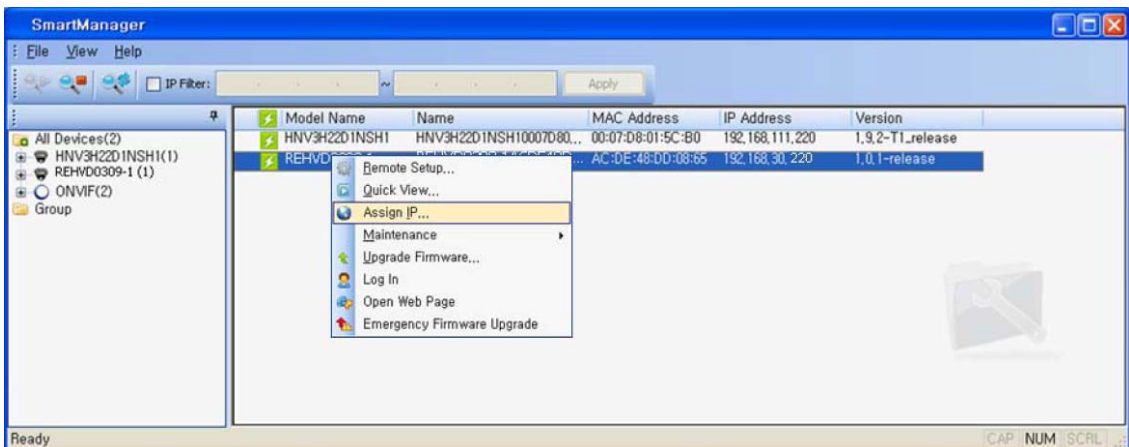 SmartManager
File View Help
IP Filter: ~ Apply
All Devices(2)
HNV3H22D1NSH1(1)
REHVD0309-1 (1)
ONVIF(2)
Group
Model Name Name MAC Address IP Address Version
HNV3H22D1NSH1 HNV3H22D1NSH10007D80... 00:07:D8:01:5C:B0 192,168,111,220 1,9,2-T1_release
AC:DE:48:DD:08:65 192,168,30,220 1,0,1-release
Remote Setup...
Quick View...
Assign IP...
Maintenance
Upgrade Firmware...
Log In
Open Web Page
Emergency Firmware Upgrade
Ready CAP NUM SCRL